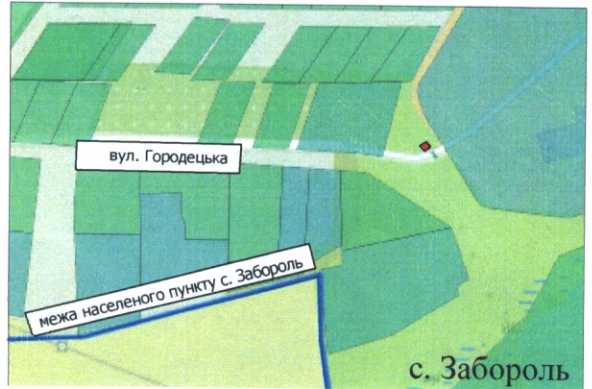 вул. Городецька
межа населеного пункту с. Забороль
с. Забороль